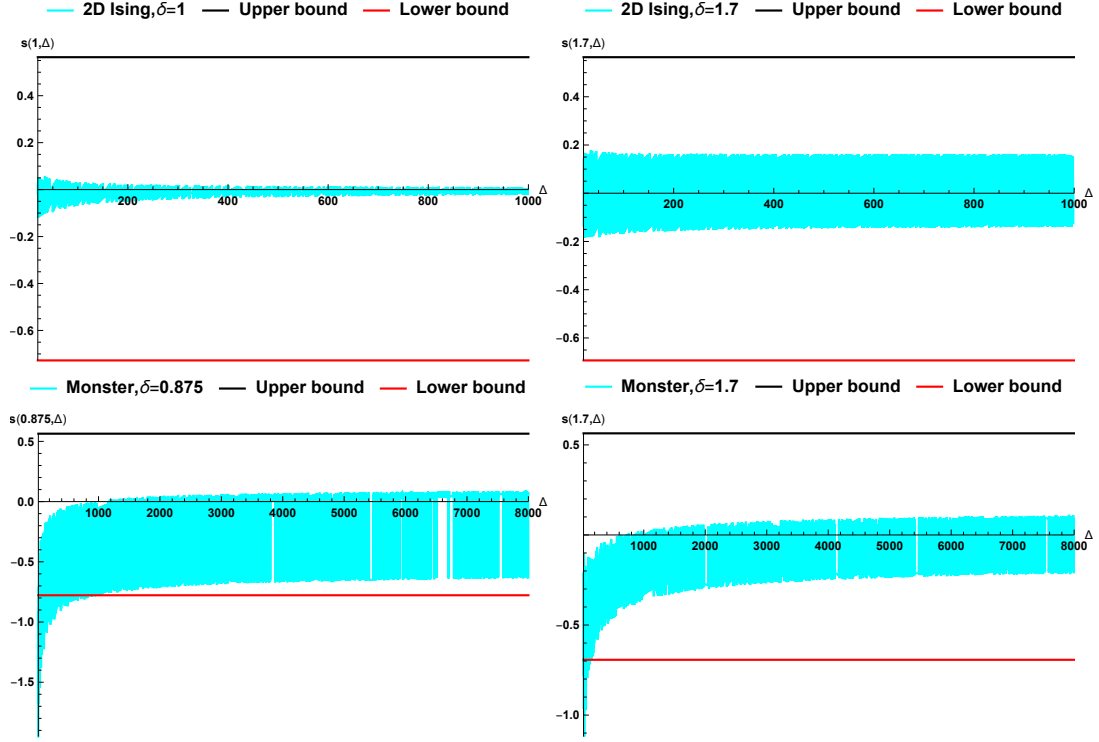 2D Ising,δ=1 Upper bound Lower bound
s(1,Δ)
0.4
0.2
200 400 600 800 1000 Δ
−0.2
−0.4
−0.6
2D Ising,δ=1.7 Upper bound Lower bound
s(1.7,Δ)
0.4
0.2
200 400 600 800 1000 Δ
−0.2
−0.4
−0.6
Monster,δ=0.875 Upper bound Lower bound
s(0.875,Δ)
0.5
0.0
1000 2000 3000 4000 5000 6000 7000 8000 Δ
−0.5
−1.0
−1.5
Monster,δ=1.7 Upper bound Lower bound
s(1.7,Δ)
0.5
1000 2000 3000 4000 5000 6000 7000 8000 Δ
−0.5
−1.0